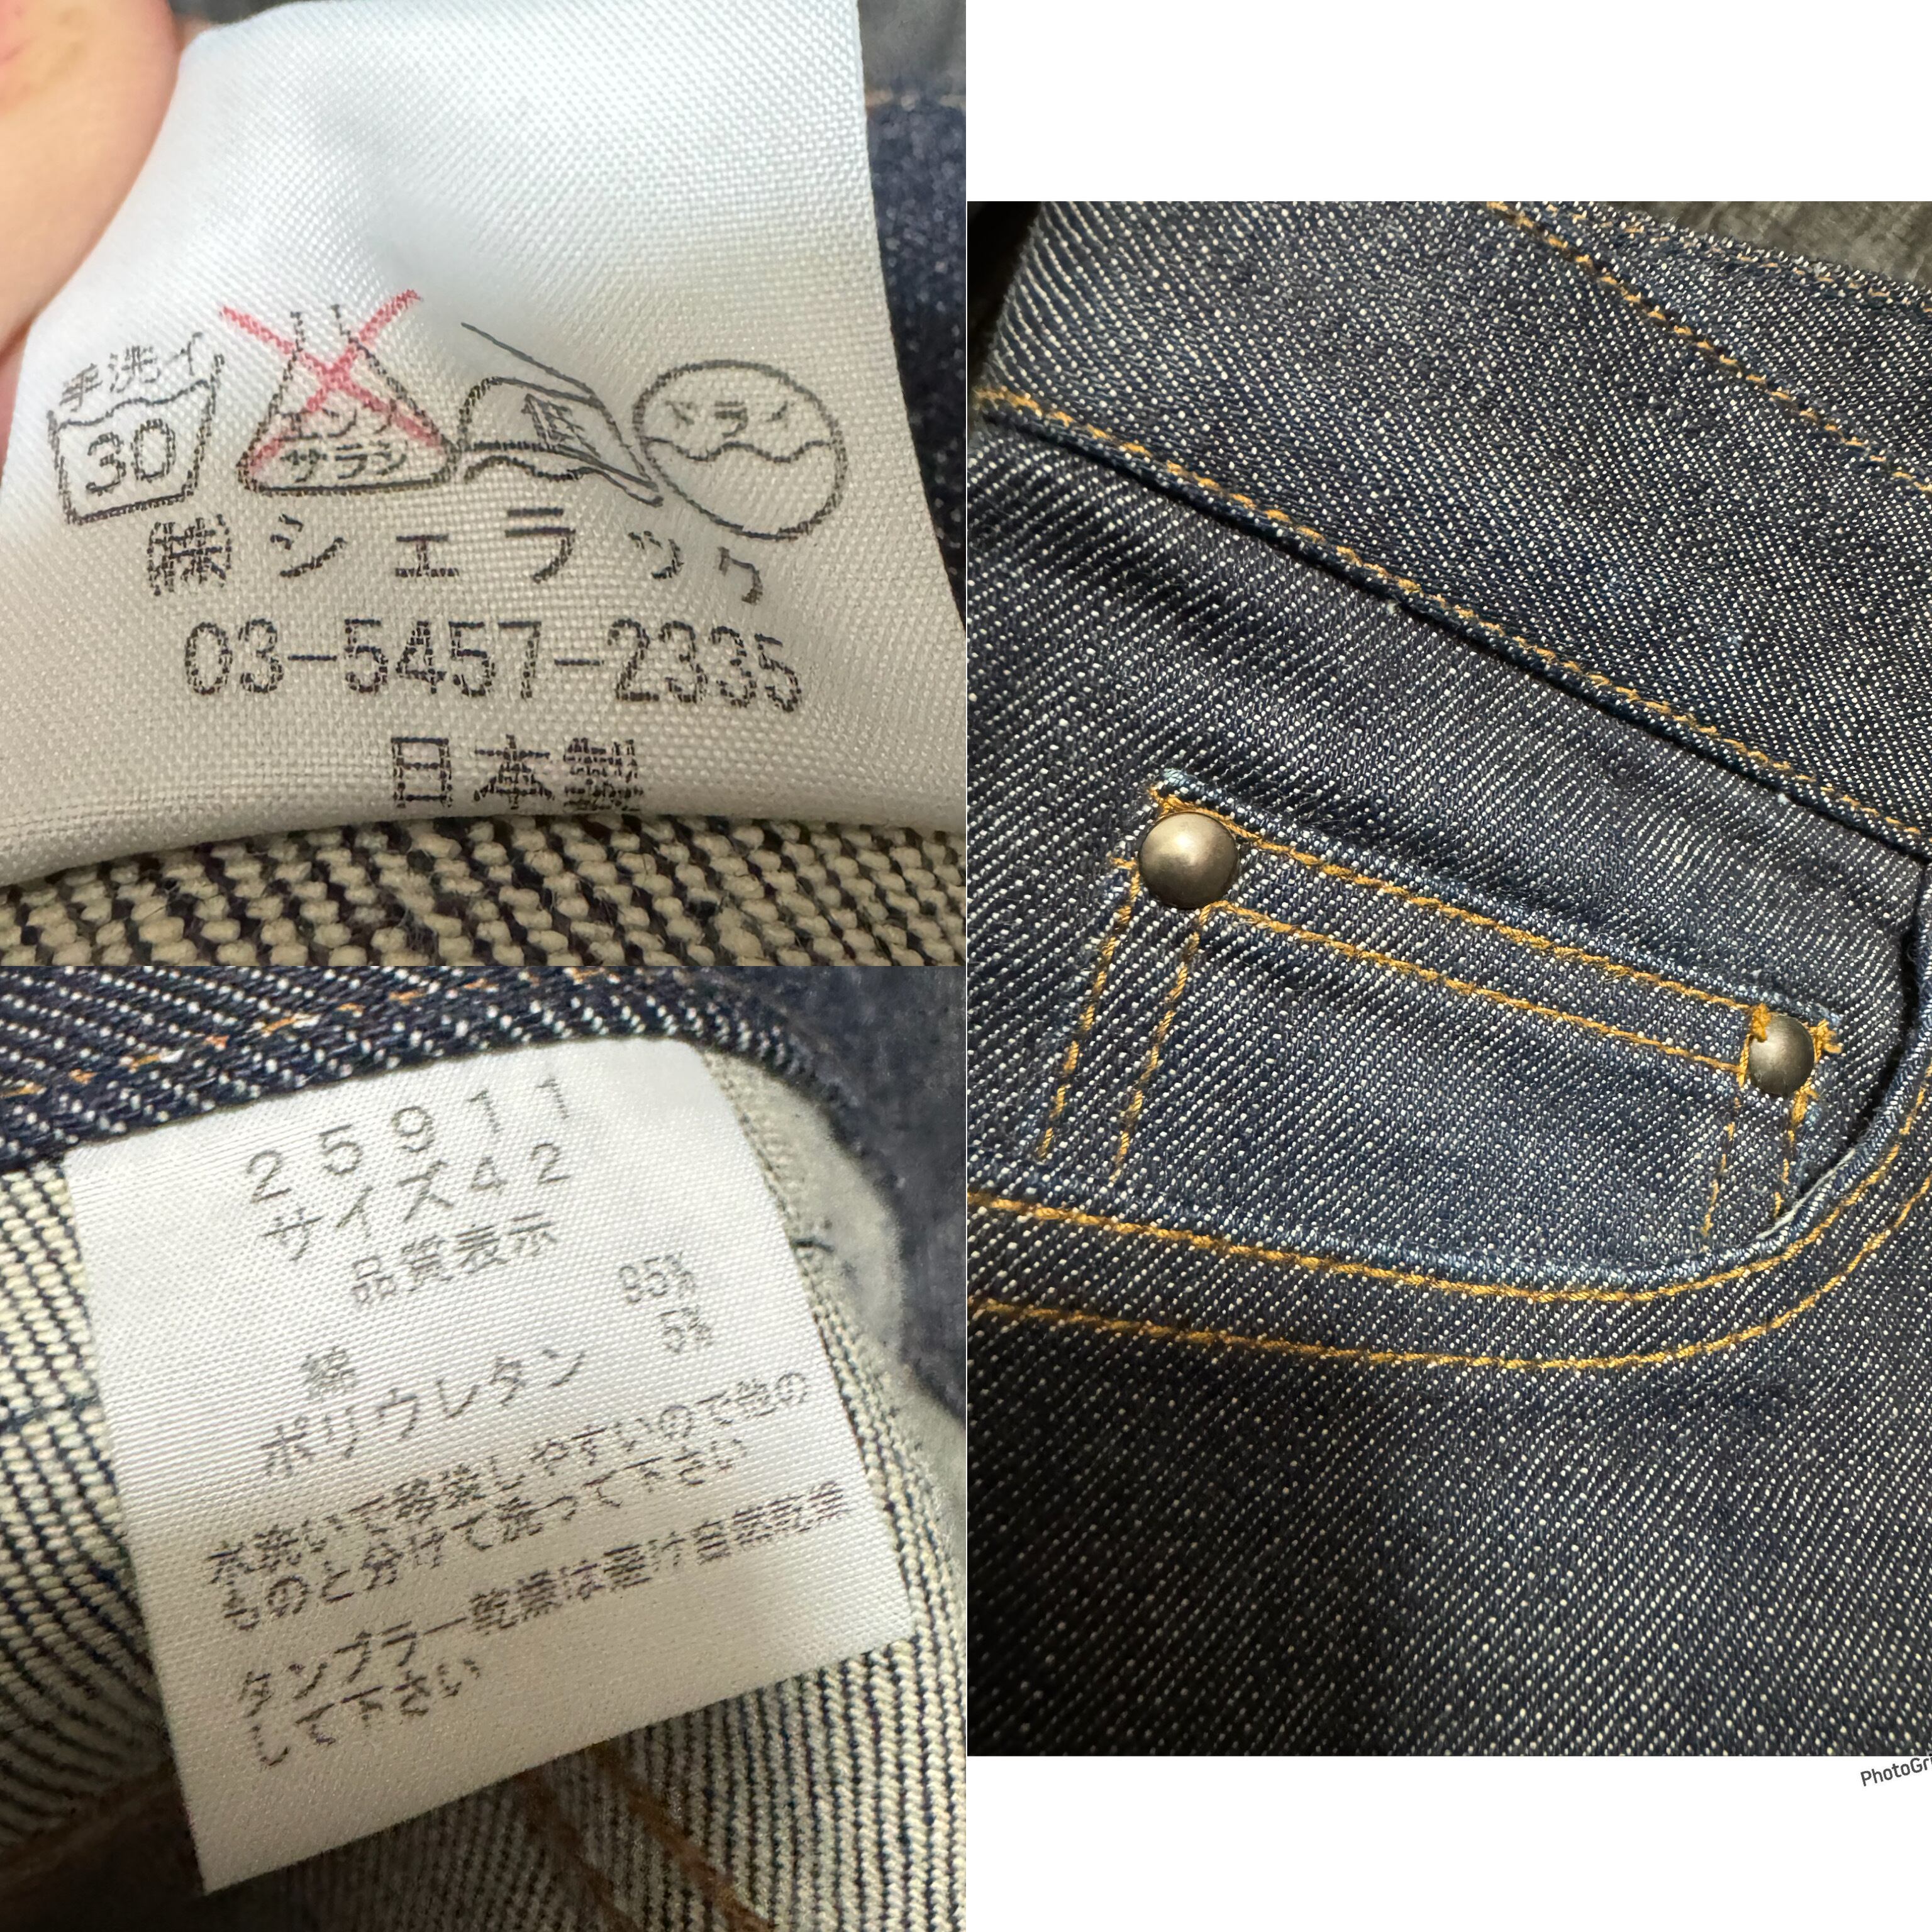 手洗イ
30
エンソ
サラシ
低
ドライ
㈱シェラック
03-5457-2335
日本製
25911
サイズ42
品質表示
綿 95%
ポリウレタン 5%
水洗いで移染しやすいので他の
ものと分けて洗って下さい
タンブラー乾燥は避け自然乾燥
して下さい
PhotoGr